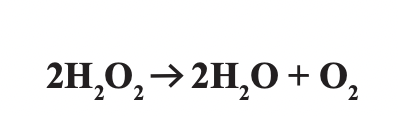 2H₂O₂ → 2H₂O + O₂